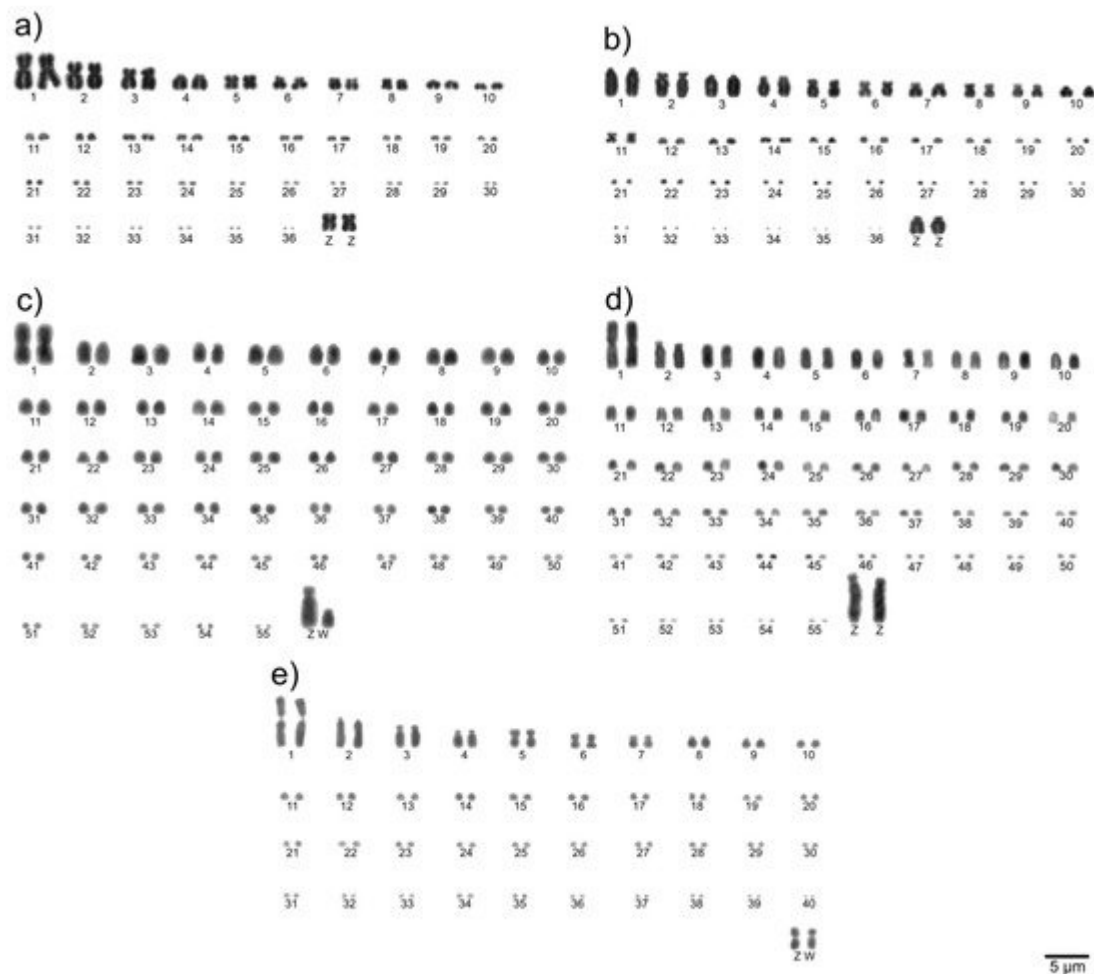 a)
1 2 3 4 5 6 7 8 9 10
11 12 13 14 15 16 17 18 19 20
21 22 23 24 25 26 27 28 29 30
31 32 33 34 35 36 Z Z
b)
1 2 3 4 5 6 7 8 9 10
11 12 13 14 15 16 17 18 19 20
21 22 23 24 25 26 27 28 29 30
31 32 33 34 35 36 Z Z
c)
1 2 3 4 5 6 7 8 9 10
11 12 13 14 15 16 17 18 19 20
21 22 23 24 25 26 27 28 29 30
31 32 33 34 35 36 37 38 39 40
41 42 43 44 45 46 47 48 49 50
51 52 53 54 55 Z W
d)
1 2 3 4 5 6 7 8 9 10
11 12 13 14 15 16 17 18 19 20
21 22 23 24 25 26 27 28 29 30
31 32 33 34 35 36 37 38 39 40
41 42 43 44 45 46 47 48 49 50
51 52 53 54 55 Z Z
e)
1 2 3 4 5 6 7 8 9 10
11 12 13 14 15 16 17 18 19 20
21 22 23 24 25 26 27 28 29 30
31 32 33 34 35 36 37 38 39 40
Z W
5 µm